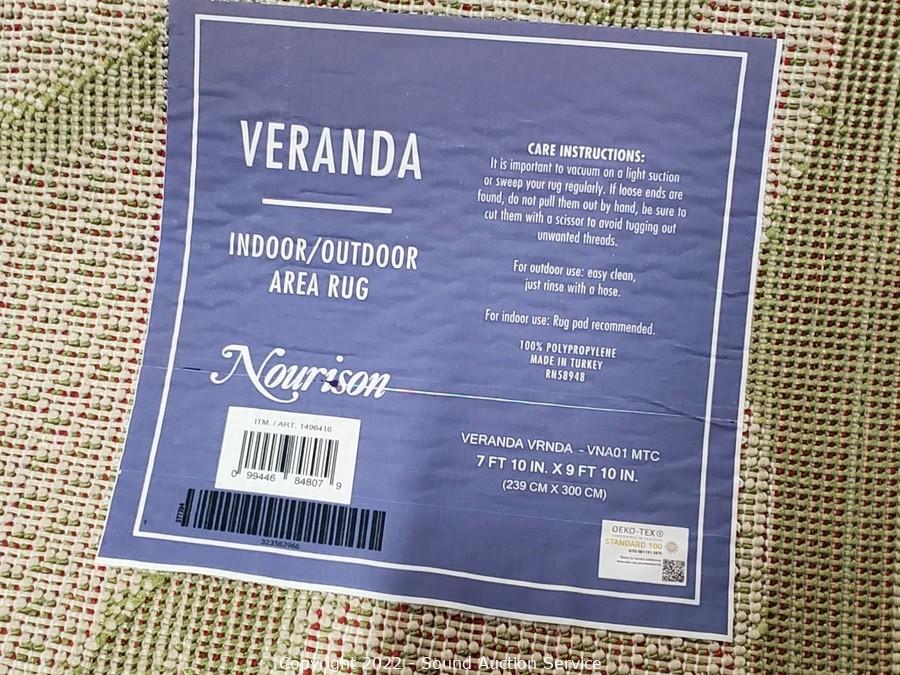 VERANDA
INDOOR/OUTDOOR
AREA RUG
Nourison
ITM. / ART. 1496416
0 99446 84807 9
323582966
CARE INSTRUCTIONS:
It is important to vacuum on a light suction
or sweep your rug regularly. If loose ends are
found, do not pull them out by hand, be sure to
cut them with a scissor to avoid tugging out
unwanted threads.
For outdoor use: easy clean,
just rinse with a hose.
For indoor use: Rug pad recommended.
100% POLYPROPYLENE
MADE IN TURKEY
RN58948
VERANDA VRNDA - VNA01 MTC
7 FT 10 IN. X 9 FT 10 IN.
(239 CM X 300 CM)
OEKO-TEX®
STANDARD 100
Copyright 2022 - Sound Auction Service